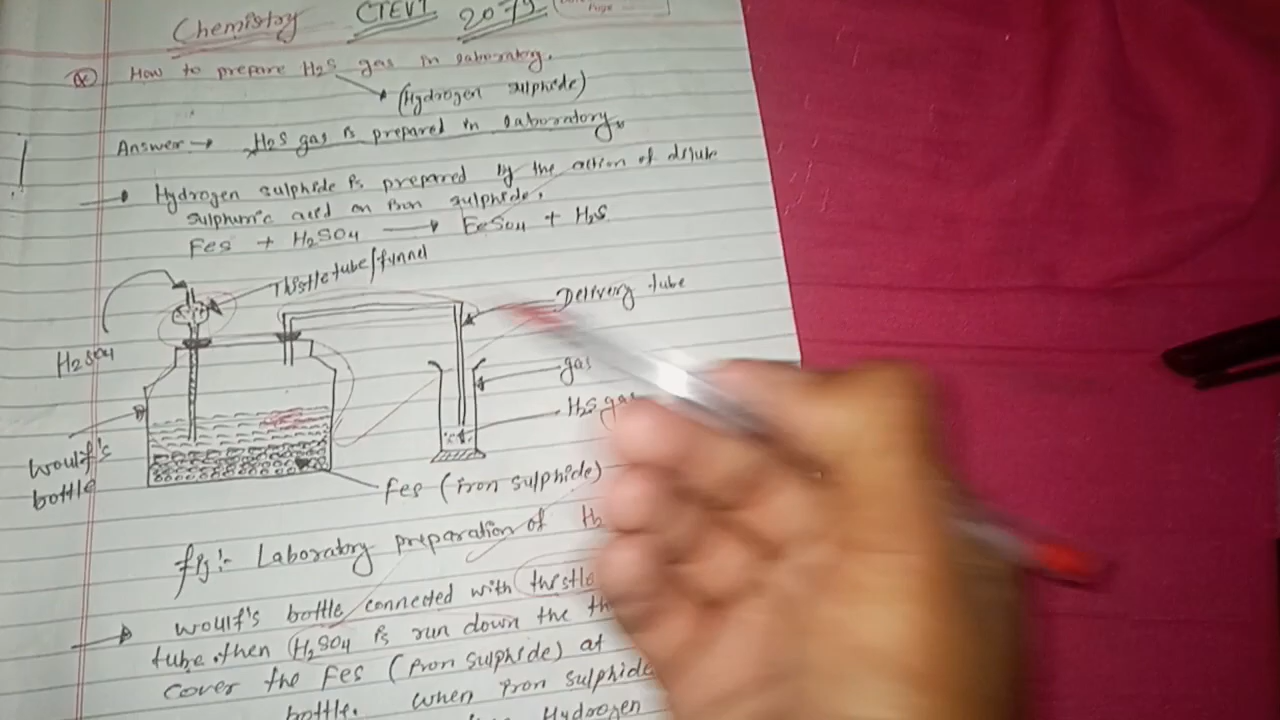 Chemistry CTEVT 2079
Page
Q) How to prepare H2S gas in laboratory.
(Hydrogen sulphide)
Answer → H2S gas is prepared in laboratory.
→ Hydrogen sulphide is prepared by the action of dilute
sulphuric acid on iron sulphide.
FeS + H2SO4 → FeSO4 + H2S
Thistle tube/funnel
Delivery tube
H2SO4
gas
H2S gas
Woulf's
bottle
FeS (iron sulphide)
fig:- Laboratory preparation of H2
→ Woulf's bottle connected with thistle
tube. then H2SO4 is run down the th
cover the FeS (iron sulphide) at
bottle. When iron sulphide
Hydrogen